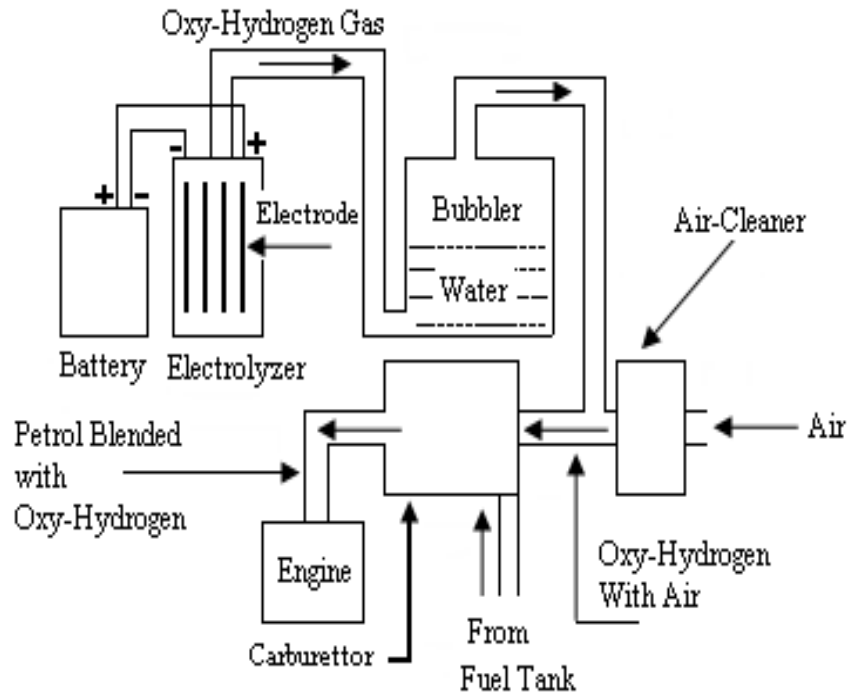 Oxy-Hydrogen Gas
- +
+ -
Electrode
Bubbler
Water
Air-Cleaner
Battery
Electrolyzer
Petrol Blended
with
Oxy-Hydrogen
Air
Engine
Oxy-Hydrogen
With Air
Carburettor
From
Fuel Tank